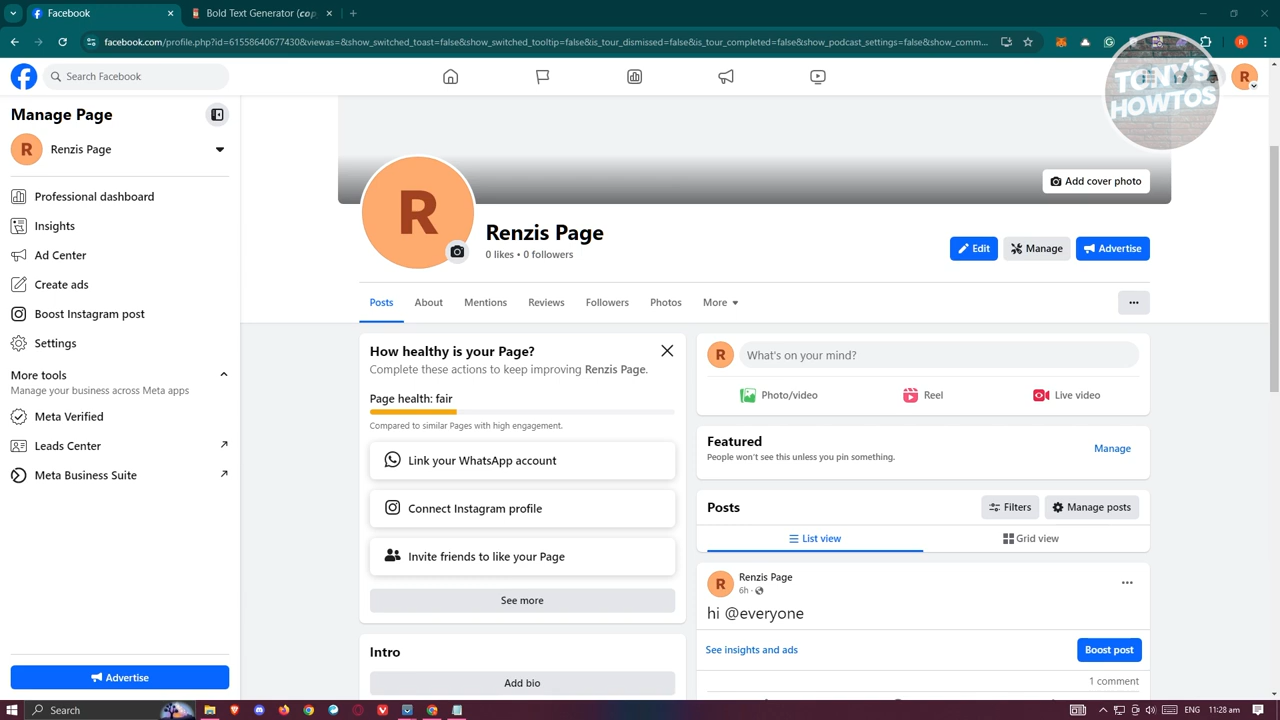 Facebook
Bold Text Generator (cop
facebook.com/profile.php?id=61558640677430&viewas=&show_switched_toast=false&show_switched_tooltip=false&is_tour_dismissed=false&is_tour_completed=false&show_podcast_settings=false&show_comm...
R
Search Facebook
TONY'S
HOWTOS
R
Manage Page
R
Renzis Page
Professional dashboard
Insights
Ad Center
Create ads
Boost Instagram post
Settings
More tools
Manage your business across Meta apps
Meta Verified
Leads Center
Meta Business Suite
Advertise
Add cover photo
R
Renzis Page
0 likes • 0 followers
Edit
Manage
Advertise
Posts
About
Mentions
Reviews
Followers
Photos
More
How healthy is your Page?
Complete these actions to keep improving Renzis Page.
Page health: fair
Compared to similar Pages with high engagement.
Link your WhatsApp account
Connect Instagram profile
Invite friends to like your Page
See more
Intro
Add bio
R
What's on your mind?
Photo/video
Reel
Live video
Featured
People won't see this unless you pin something.
Manage
Posts
Filters
Manage posts
List view
Grid view
R
Renzis Page
6h
hi @everyone
See insights and ads
Boost post
1 comment
Search
ENG
11:28 am